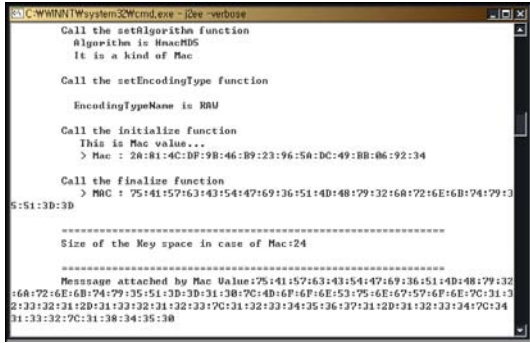 C:₩WINNT₩system32₩cmd.exe - j2ee -verbose
Call the setAlgorithm function
Algorithm is HmacMD5
It is a kind of Mac
Call the setEncodingType function
EncodingTypeName is RAW
Call the initialize function
This is Mac value...
> Mac : 2A:81:4C:DF:9B:46:B9:23:96:5A:DC:49:BB:06:92:34
Call the finalize function
> MAC : 75:41:57:63:43:54:47:69:36:51:4D:48:79:32:6A:72:6E:6B:74:79:3
5:51:3D:3D
==========================================================
Size of the Key space in case of Mac:24
==========================================================
Messsage attached by Mac Value:75:41:57:63:43:54:47:69:36:51:4D:48:79:32
:6A:72:6E:6B:74:79:35:51:3D:3D:31:30:7C:4D:6F:6F:6E:53:75:6E:67:57:6F:6E:7C:31:3
2:33:32:31:2D:31:33:32:31:32:33:7C:31:32:33:34:35:36:37:31:2D:31:32:33:34:7C:34
31:33:32:7C:31:38:34:35:30